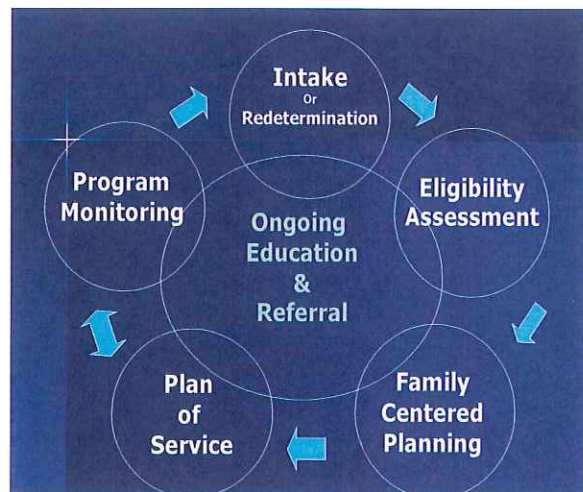 Intake
Or
Redetermination
Eligibility
Assessment
Family
Centered
Planning
Plan
of
Service
Program
Monitoring
Ongoing
Education
&
Referral